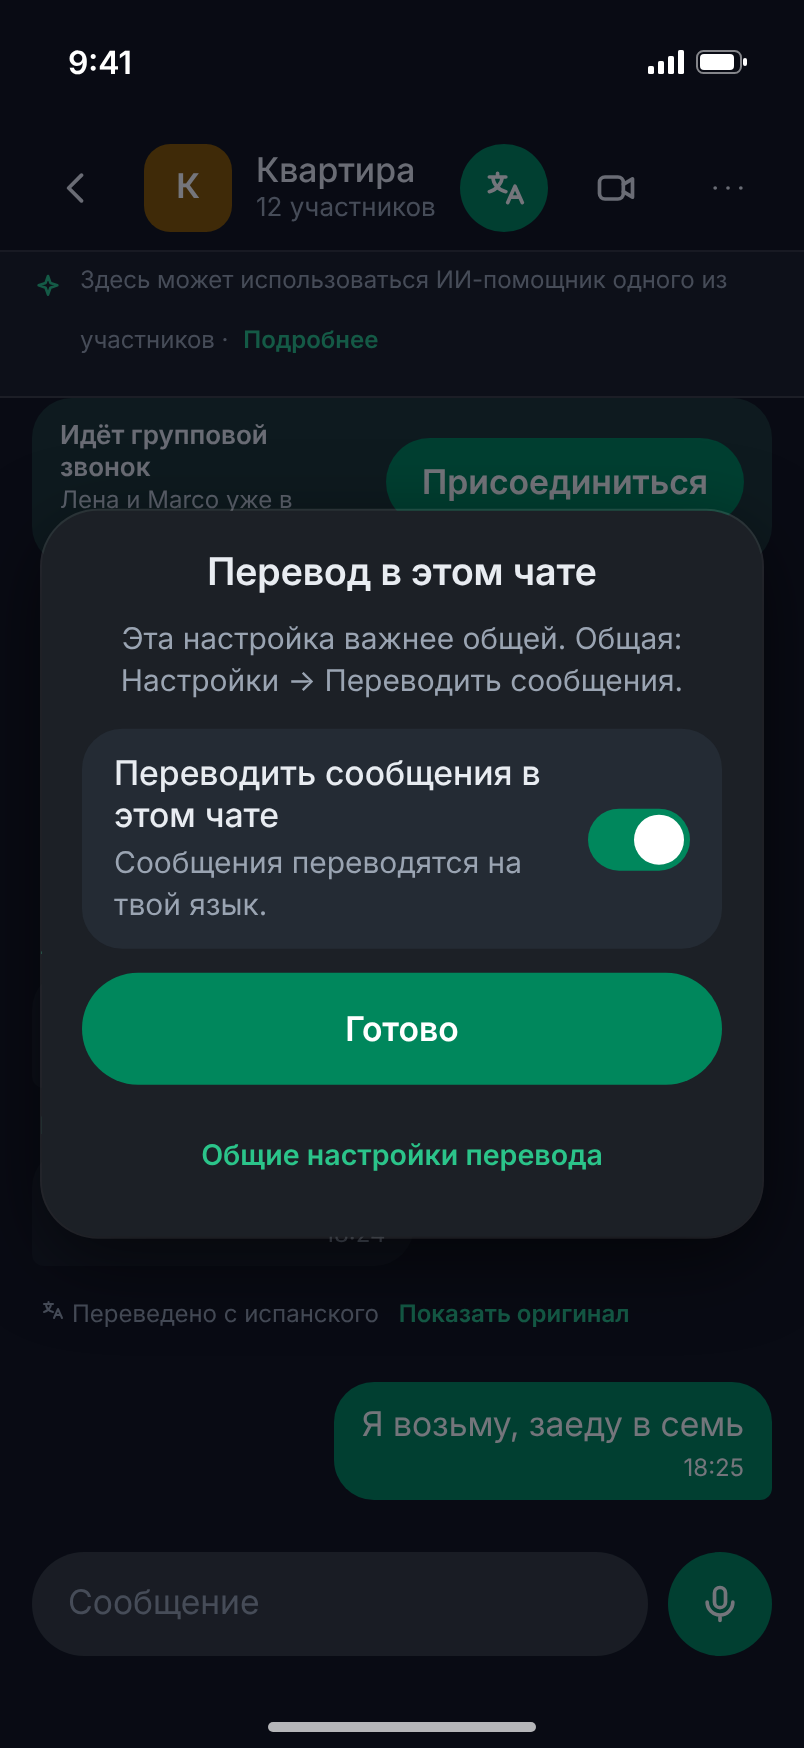 9:41
К
Квартира
12 участников
Здесь может использоваться ИИ-помощник одного из
участников · Подробнее
Идёт групповой
звонок
Лена и Marco уже в
Присоединиться
Перевод в этом чате
Эта настройка важнее общей. Общая:
Настройки → Переводить сообщения.
Переводить сообщения в
этом чате
Сообщения переводятся на
твой язык.
Готово
Общие настройки перевода
Переведено с испанского Показать оригинал
Я возьму, заеду в семь
18:25
Сообщение